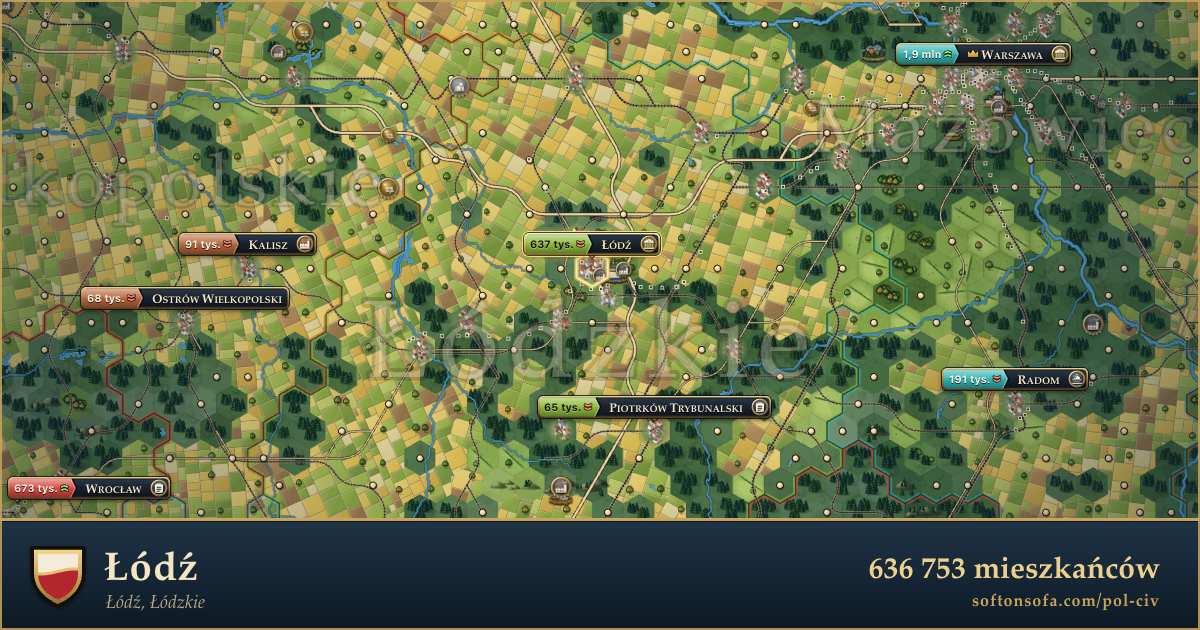 1,9 mln WARSZAWA
Mazowiec
kopolskie
91 tys. KALISZ
637 tys. ŁÓDŹ
68 tys. OSTRÓW WIELKOPOLSKI
Łódzkie
191 tys. RADOM
65 tys. PIOTRKÓW TRYBUNALSKI
673 tys. WROCŁAW
Łódź
Łódź, Łódzkie
636 753 mieszkańców
softonsofa.com/pol-civ